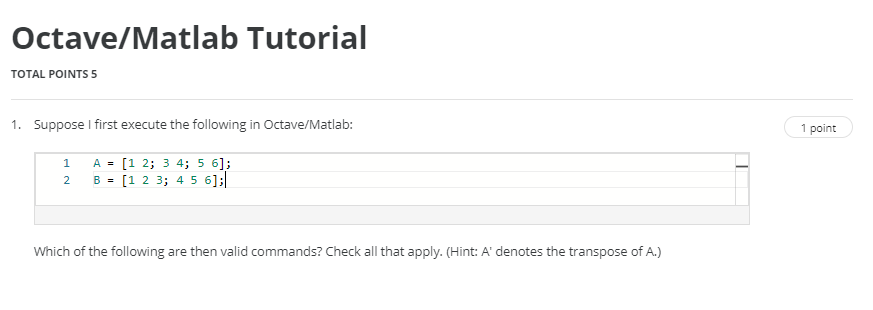 Octave/Matlab Tutorial
TOTAL POINTS 5
1. Suppose I first execute the following in Octave/Matlab:
1 point
1 A = [1 2; 3 4; 5 6];
2 B = [1 2 3; 4 5 6];
Which of the following are then valid commands? Check all that apply. (Hint: A' denotes the transpose of A.)